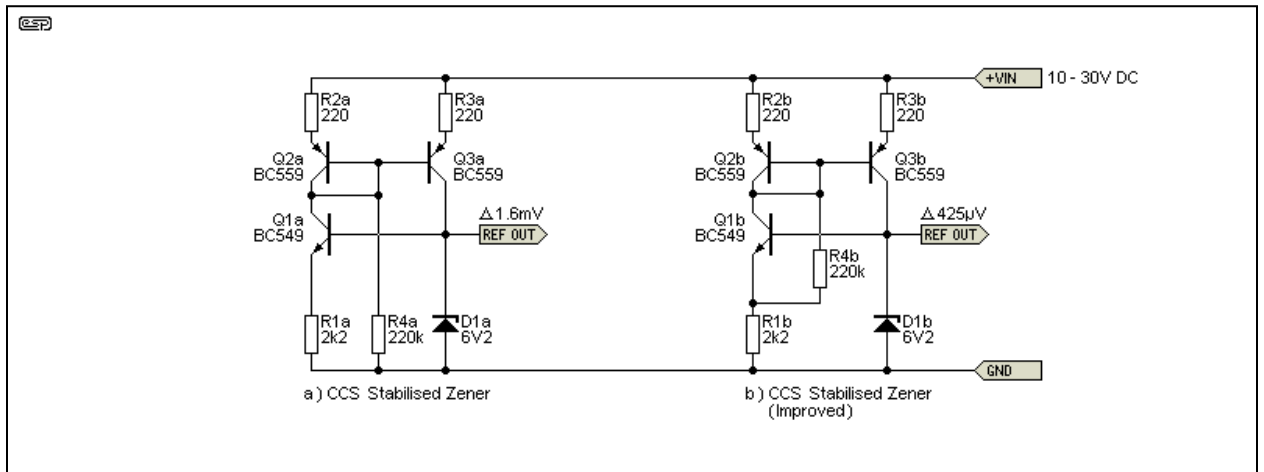 esp
+VIN 10 - 30V DC
R2a
220
R3a
220
R2b
220
R3b
220
Q2a
BC559
Q3a
BC559
Q2b
BC559
Q3b
BC559
Q1a
BC549
Δ1.6mV
REF OUT
Q1b
BC549
Δ425µV
REF OUT
R4b
220k
R1a
2k2
R4a
220k
D1a
6V2
R1b
2k2
D1b
6V2
GND
a) CCS Stabilised Zener
b) CCS Stabilised Zener
(Improved)